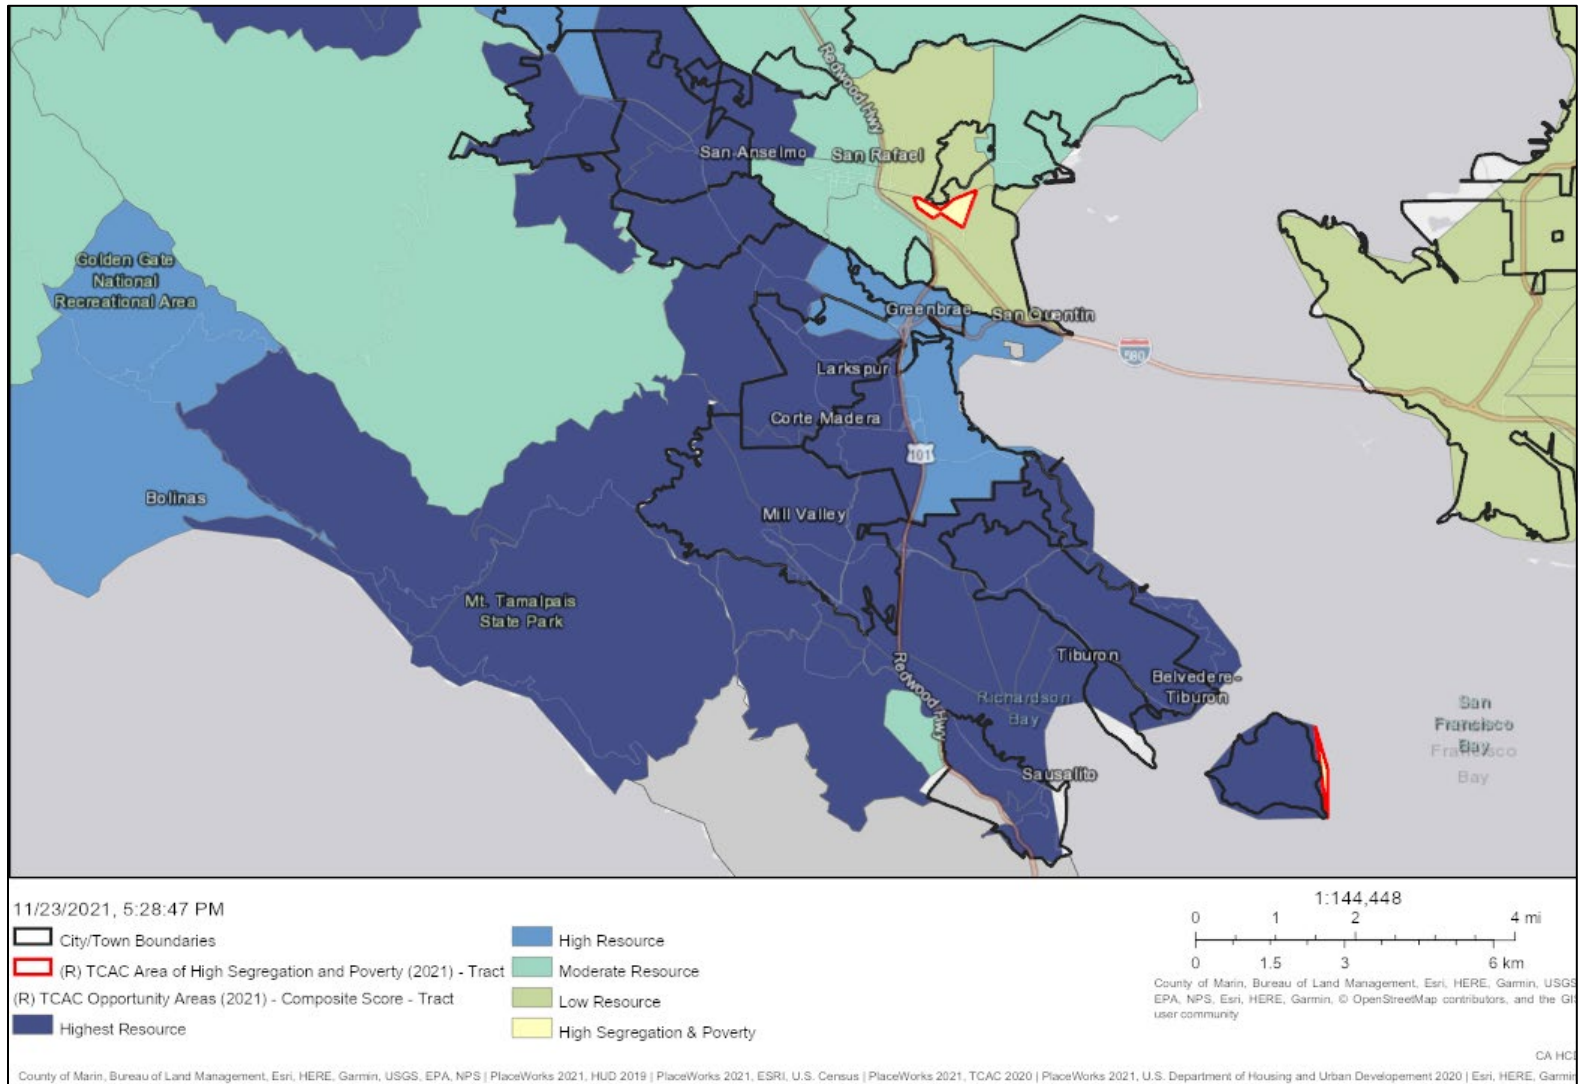 Redwood Hwy
San Anselmo
San Rafael
Golden Gate
National
Recreational Area
Greenbrae
San Quentin
580
Larkspur
Corte Madera
101
Bolinas
Mill Valley
Mt. Tamalpais
State Park
Redwood Hwy
Tiburon
Belvedere-
Tiburon
Richardson
Bay
Sausalito
San
Francisco
Bay
Francisco
Bay
11/23/2021, 5:28:47 PM
City/Town Boundaries
(R) TCAC Area of High Segregation and Poverty (2021) - Tract
(R) TCAC Opportunity Areas (2021) - Composite Score - Tract
Highest Resource
High Resource
Moderate Resource
Low Resource
High Segregation & Poverty
1:144,448
0 1 2 4 mi
0 1.5 3 6 km
County of Marin, Bureau of Land Management, Esri, HERE, Garmin, USGS
EPA, NPS, Esri, HERE, Garmin, © OpenStreetMap contributors, and the GI
user community
CA HC
County of Marin, Bureau of Land Management, Esri, HERE, Garmin, USGS, EPA, NPS | PlaceWorks 2021, HUD 2019 | PlaceWorks 2021, ESRI, U.S. Census | PlaceWorks 2021, TCAC 2020 | PlaceWorks 2021, U.S. Department of Housing and Urban Developement 2020 | Esri, HERE, Garmin